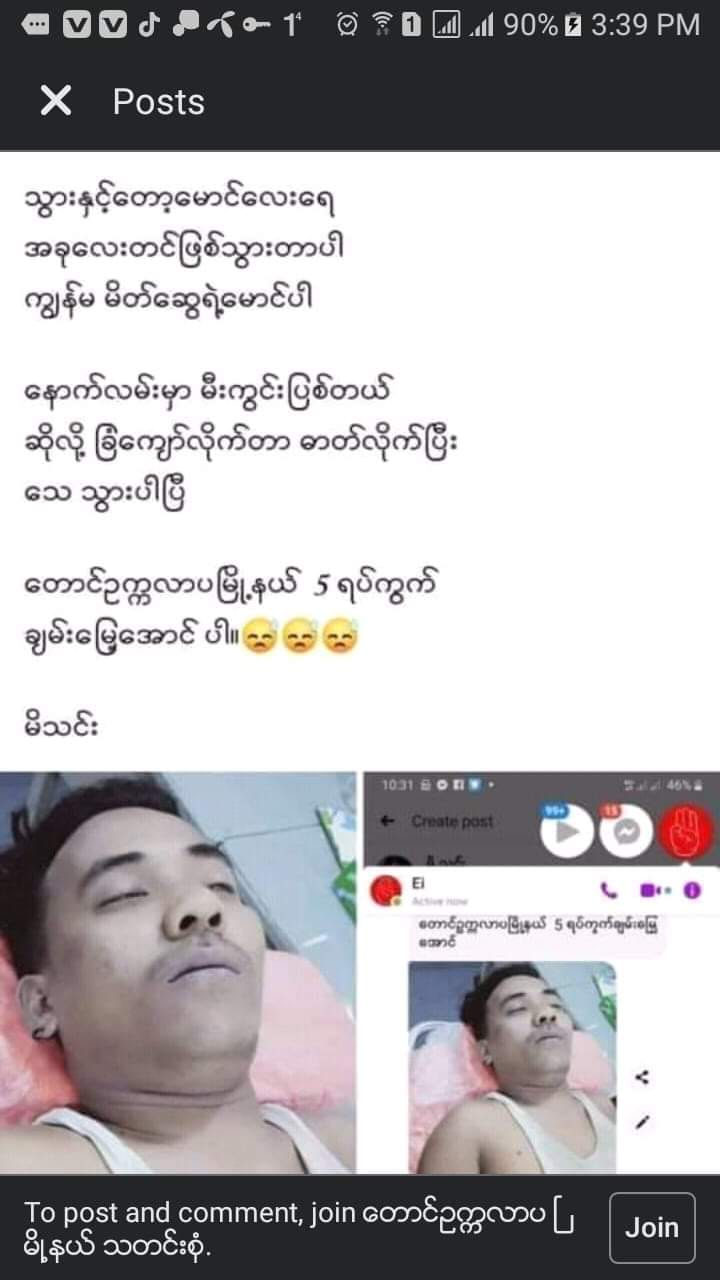 90% 3:39 PM
Posts
သွားနှင့်တော့မောင်လေးရေ
အခုလေးတင်ဖြစ်သွားတာပါ
ကျွန်မ မိတ်ဆွေရဲ့မောင်ပါ
နောက်လမ်းမှာ မီးကွင်းပြစ်တယ်
ဆိုလို့ ခြံကျော်လိုက်တာ ဓာတ်လိုက်ပြီး
သေ သွားပါပြီ
တောင်ဥက္ကလာပမြို့နယ် 5 ရပ်ကွက်
ချမ်းမြေ့အောင် ပါ။😪😪😪
မိသင်း
10:31 46%
Create post
99+ 15
Ei
Active now
တောင်ဥက္ကလာပမြို့နယ် 5 ရပ်ကွက်ချမ်းမြေ့
အောင်
To post and comment, join တောင်ဥက္ကလာပ မြို့နယ် သတင်းစုံ.
Join